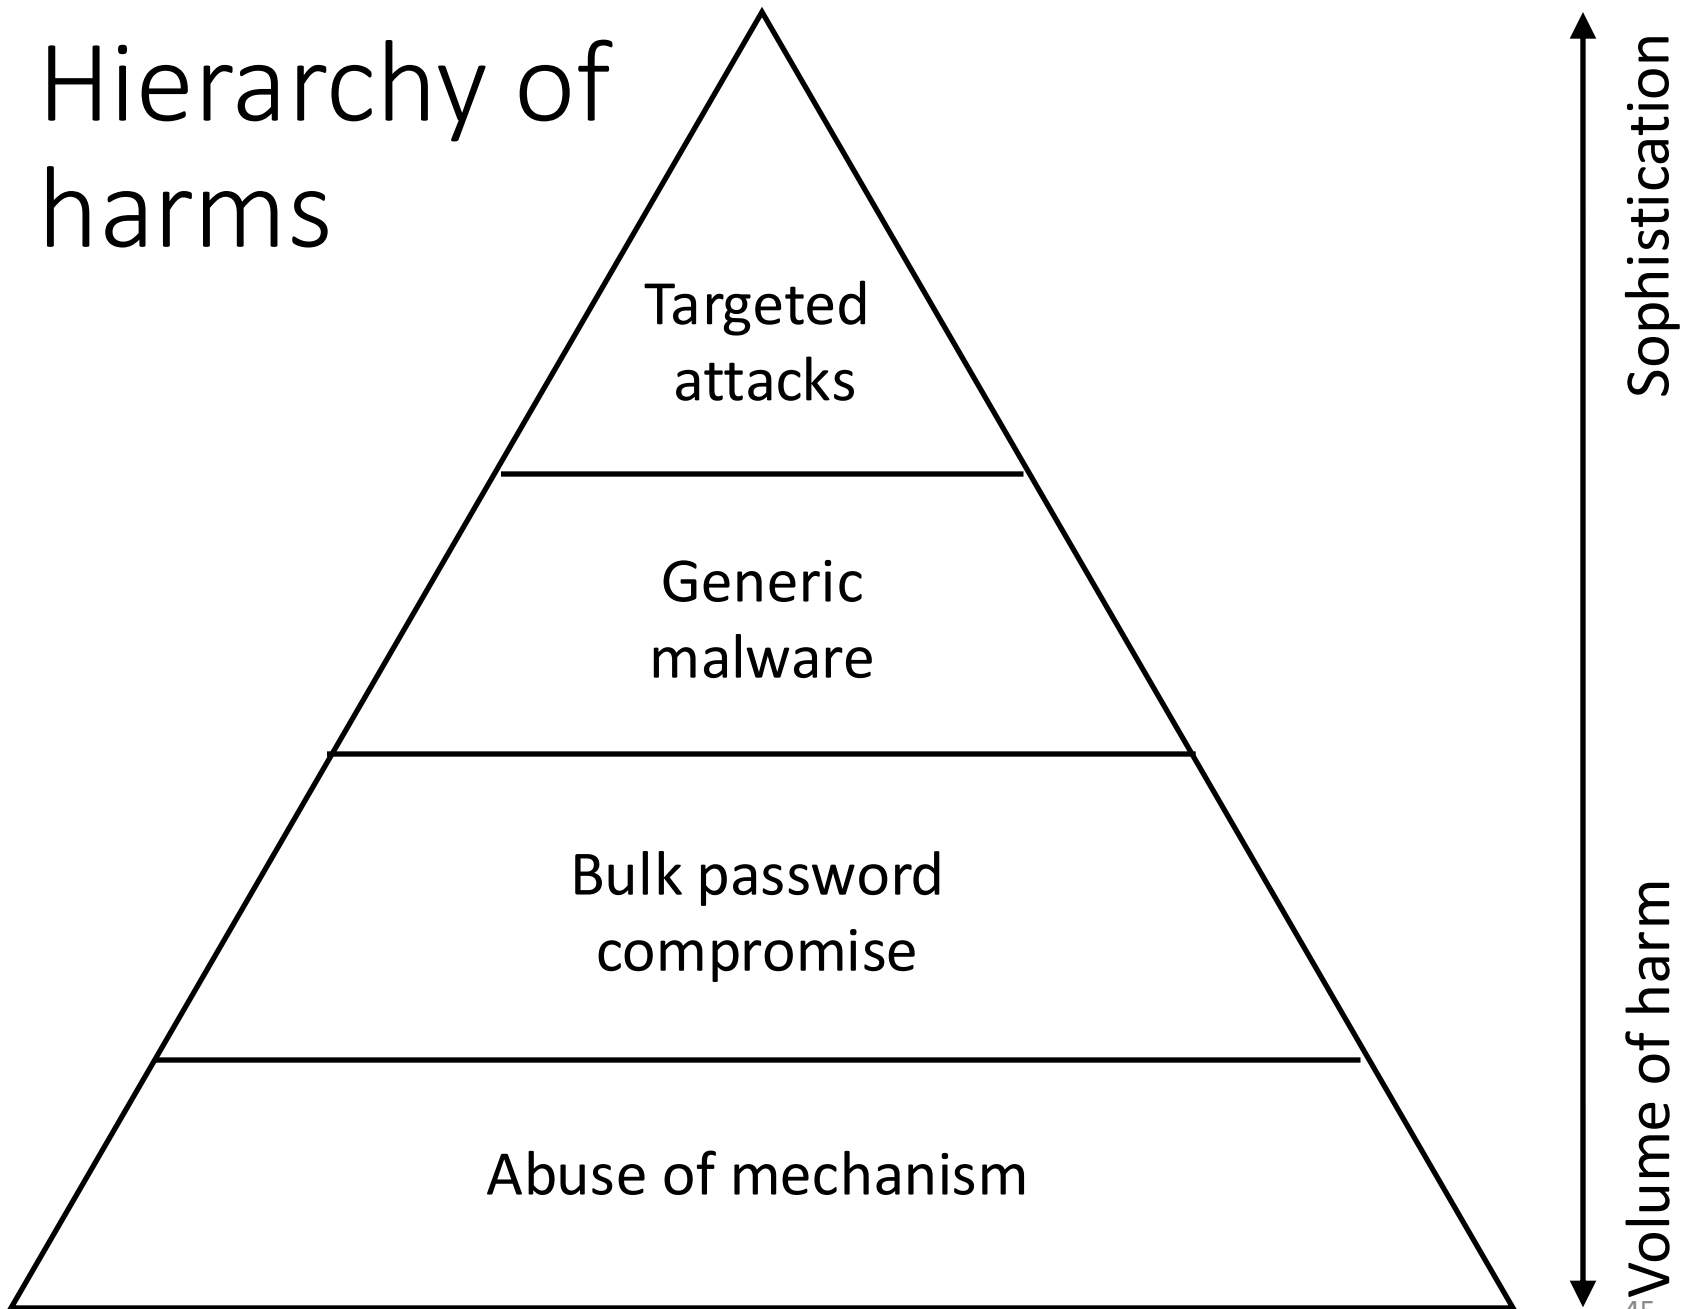 Hierarchy of
harms
Targeted
attacks
Generic
malware
Bulk password
compromise
Abuse of mechanism
Sophistication
Volume of harm